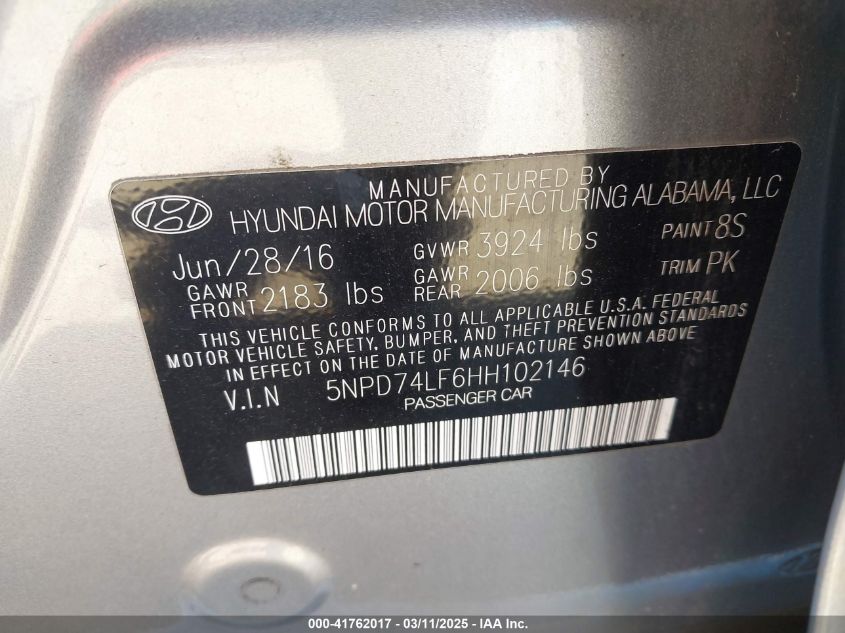 MANUFACTURED BY
HYUNDAI MOTOR MANUFACTURING ALABAMA, LLC
Jun/28/16 GVWR 3924 lbs PAINT 8S
GAWR FRONT 2183 lbs GAWR REAR 2006 lbs TRIM PK
THIS VEHICLE CONFORMS TO ALL APPLICABLE U.S.A. FEDERAL
MOTOR VEHICLE SAFETY, BUMPER, AND THEFT PREVENTION STANDARDS
IN EFFECT ON THE DATE OF MANUFACTURE SHOWN ABOVE
V.I.N 5NPD74LF6HH102146
PASSENGER CAR
000-41762017 - 03/11/2025 - IAA Inc.